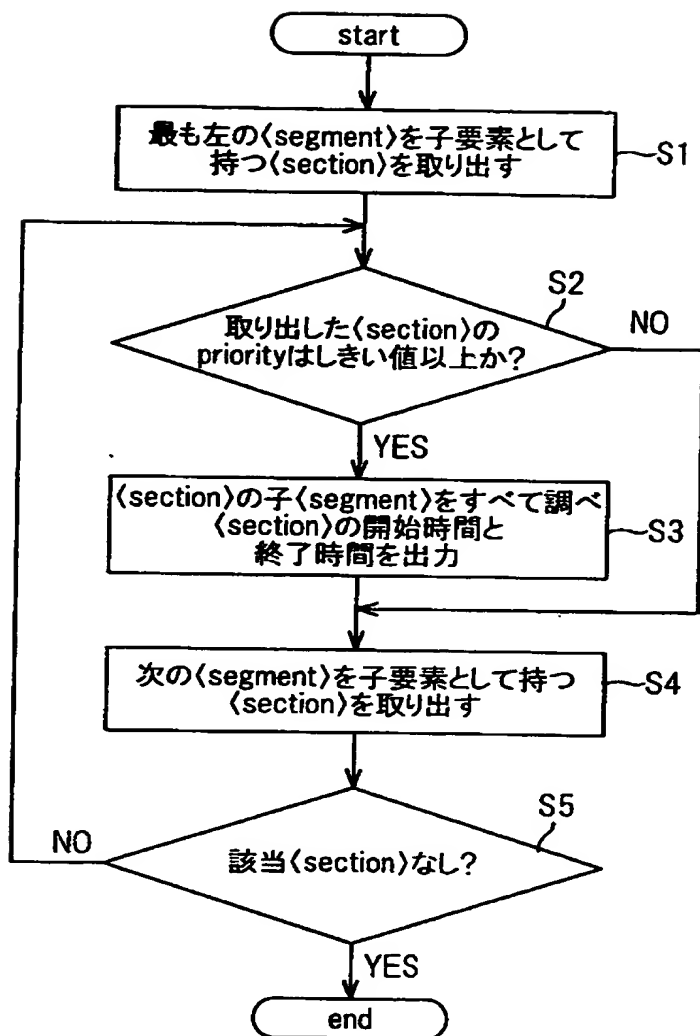 start
最も左の〈segment〉を子要素として
持つ〈section〉を取り出す
S1
S2
取り出した〈section〉の
priorityはしきい値以上か?
NO
YES
〈section〉の子〈segment〉をすべて調べ
〈section〉の開始時間と
終了時間を出力
S3
次の〈segment〉を子要素として持つ
〈section〉を取り出す
S4
S5
NO
該当〈section〉なし?
YES
end